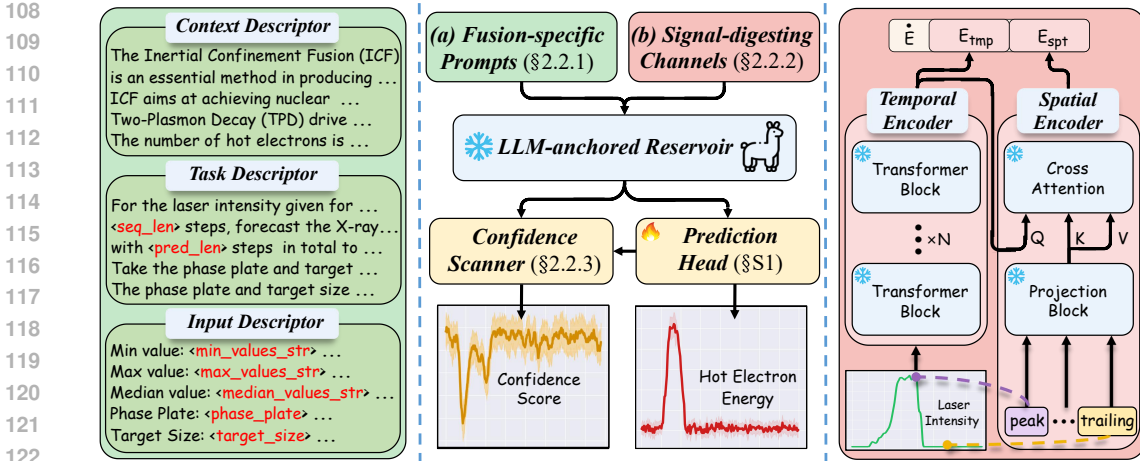 108
109
110
111
112
113
114
115
116
117
118
119
120
121
122
Context Descriptor
The Inertial Confinement Fusion (ICF)
is an essential method in producing ...
ICF aims at achieving nuclear ...
Two-Plasmon Decay (TPD) drive ...
The number of hot electrons is ...
Task Descriptor
For the laser intensity given for ...
<seq_len> steps, forecast the X-ray...
with <pred_len> steps in total to
Take the phase plate and target ...
The phase plate and target size ...
Input Descriptor
Min value: <min_values_str> ...
Max value: <max_values_str> ...
Median value: <median_values_str> ...
Phase Plate: <phase_plate> ...
Target Size: <target_size> ...
(a) Fusion-specific
Prompts (§2.2.1)
(b) Signal-digesting
Channels (§2.2.2)
LLM-anchored Reservoir
Confidence
Scanner (§2.2.3)
Prediction
Head (§S1)
Confidence
Score
Hot Electron
Energy
Ė
E_tmp
E_spt
Temporal
Encoder
Spatial
Encoder
Transformer
Block
×N
Transformer
Block
Cross
Attention
Q
K
V
Projection
Block
Laser
Intensity
peak
...
trailing